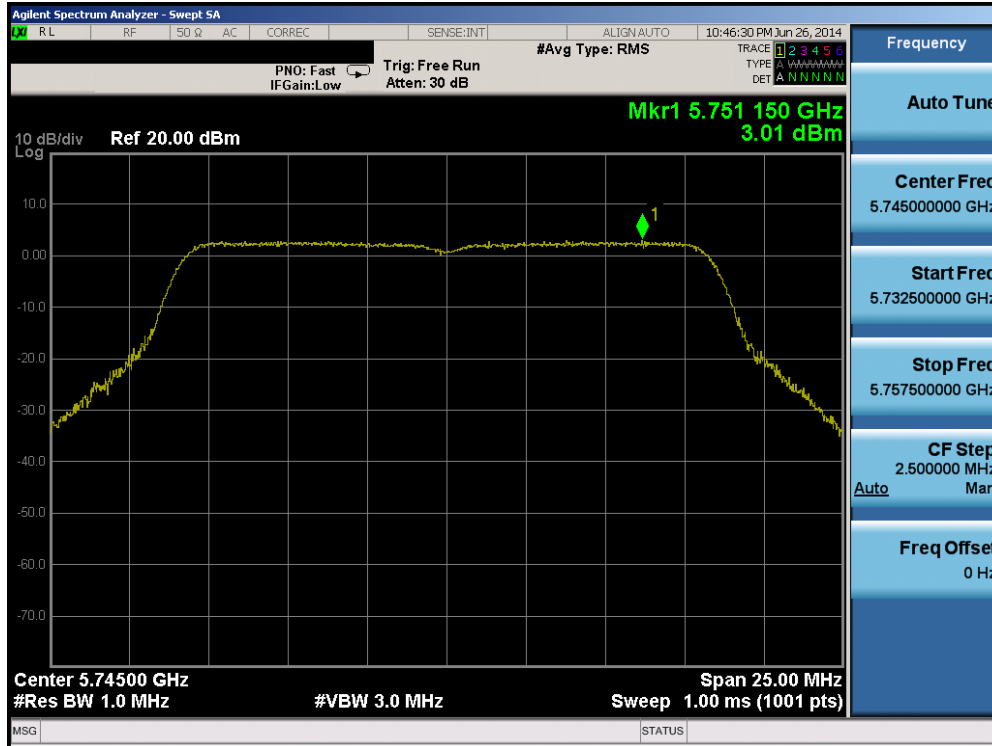 Agilent Spectrum Analyzer - Swept SA
LXI RL RF 50 Ω AC CORREC SENSE:INT ALIGN AUTO 10:46:30 PM Jun 26, 2014
#Avg Type: RMS TRACE 1 2 3 4 5 6
PNO: Fast Trig: Free Run TYPE A WWWWW
IFGain:Low Atten: 30 dB DET A N N N N N
Mkr1 5.751 150 GHz
3.01 dBm
10 dB/div Ref 20.00 dBm
Log
10.0
1
0.00
-10.0
-20.0
-30.0
-40.0
-50.0
-60.0
-70.0
Center 5.74500 GHz Span 25.00 MHz
#Res BW 1.0 MHz #VBW 3.0 MHz Sweep 1.00 ms (1001 pts)
MSG STATUS
Frequency
Auto Tune
Center Freq
5.745000000 GHz
Start Freq
5.732500000 GHz
Stop Freq
5.757500000 GHz
CF Step
2.500000 MHz
Auto Man
Freq Offset
0 Hz